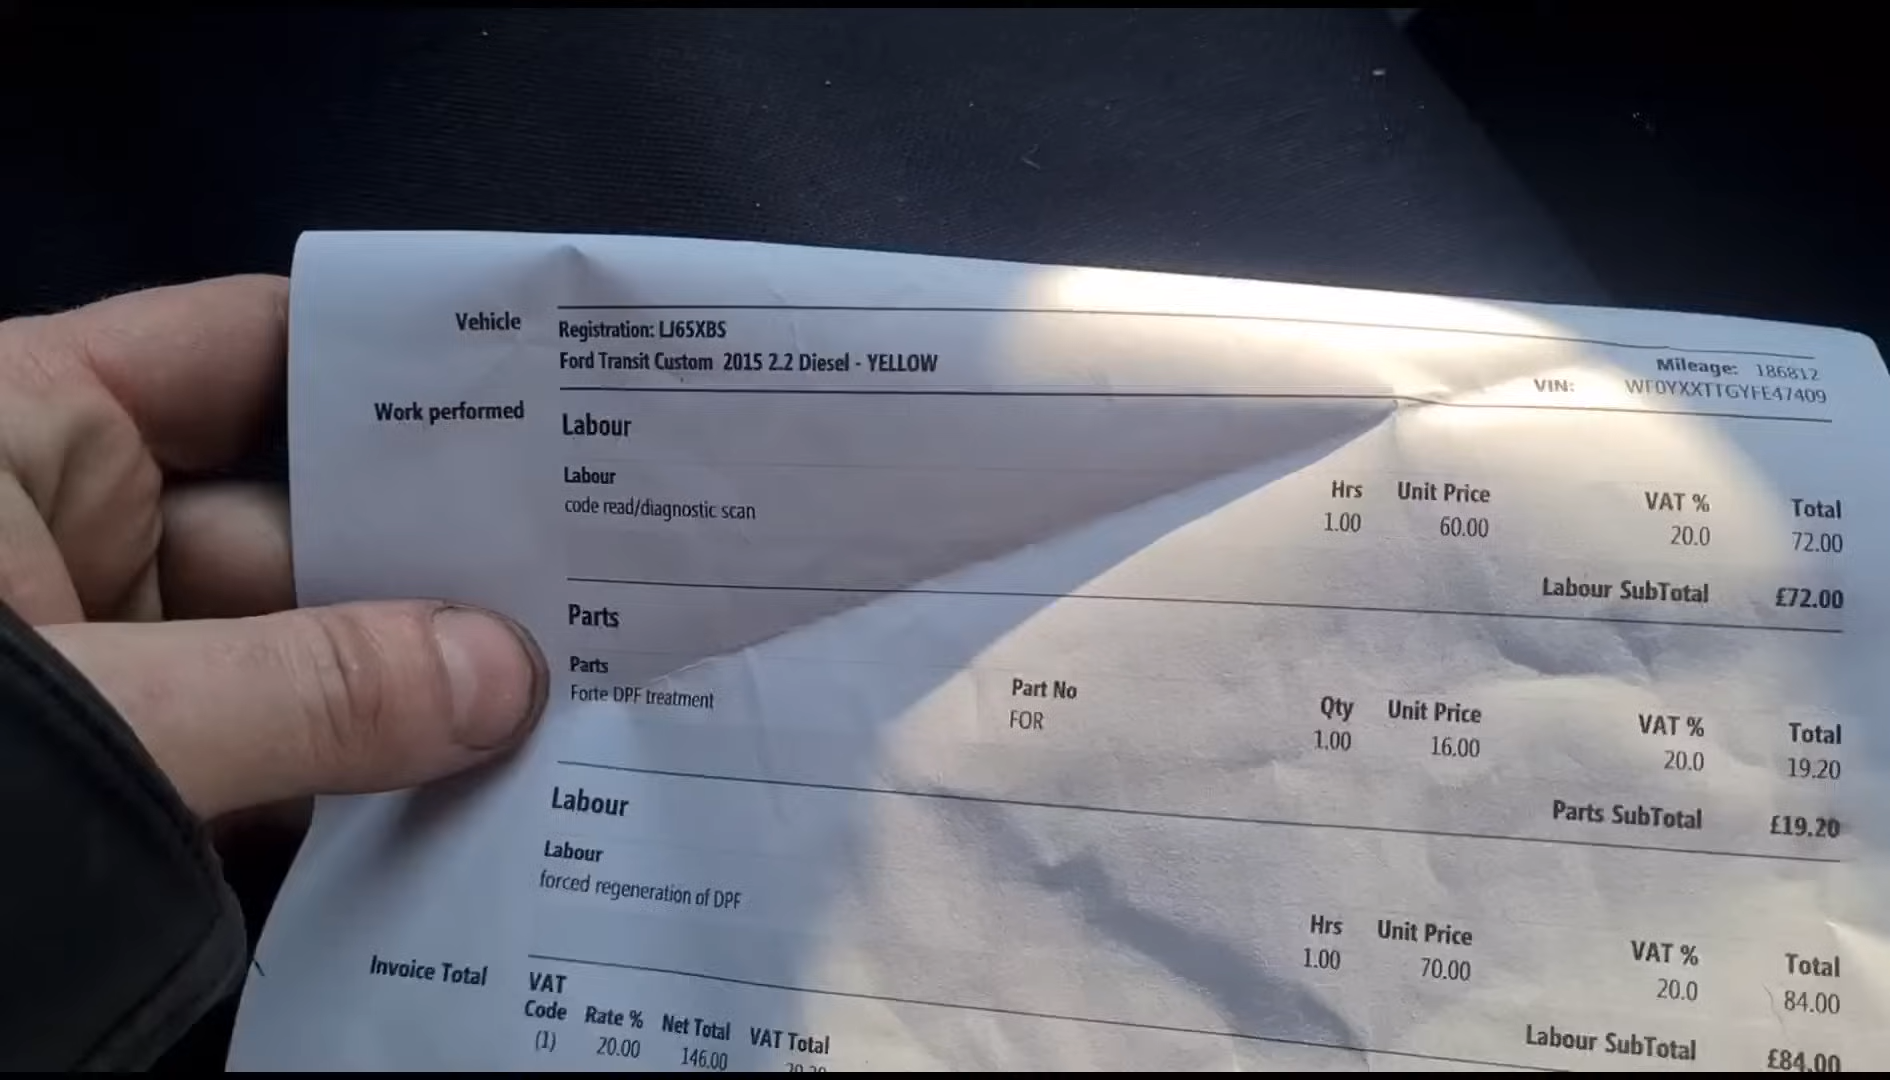 Vehicle
Registration: LJ65XBS
Ford Transit Custom 2015 2.2 Diesel - YELLOW
Mileage: 186812
VIN: WF0YXXTTGYFE47409
Work performed
Labour
Labour Hrs Unit Price VAT % Total
code read/diagnostic scan 1.00 60.00 20.0 72.00
Labour SubTotal £72.00
Parts
Parts Part No Qty Unit Price VAT % Total
Forte DPF treatment FOR 1.00 16.00 20.0 19.20
Parts SubTotal £19.20
Labour
Labour Hrs Unit Price VAT % Total
forced regeneration of DPF 1.00 70.00 20.0 84.00
Labour SubTotal £84.00
Invoice Total
VAT
Code Rate % Net Total VAT Total
(1) 20.00 146.00